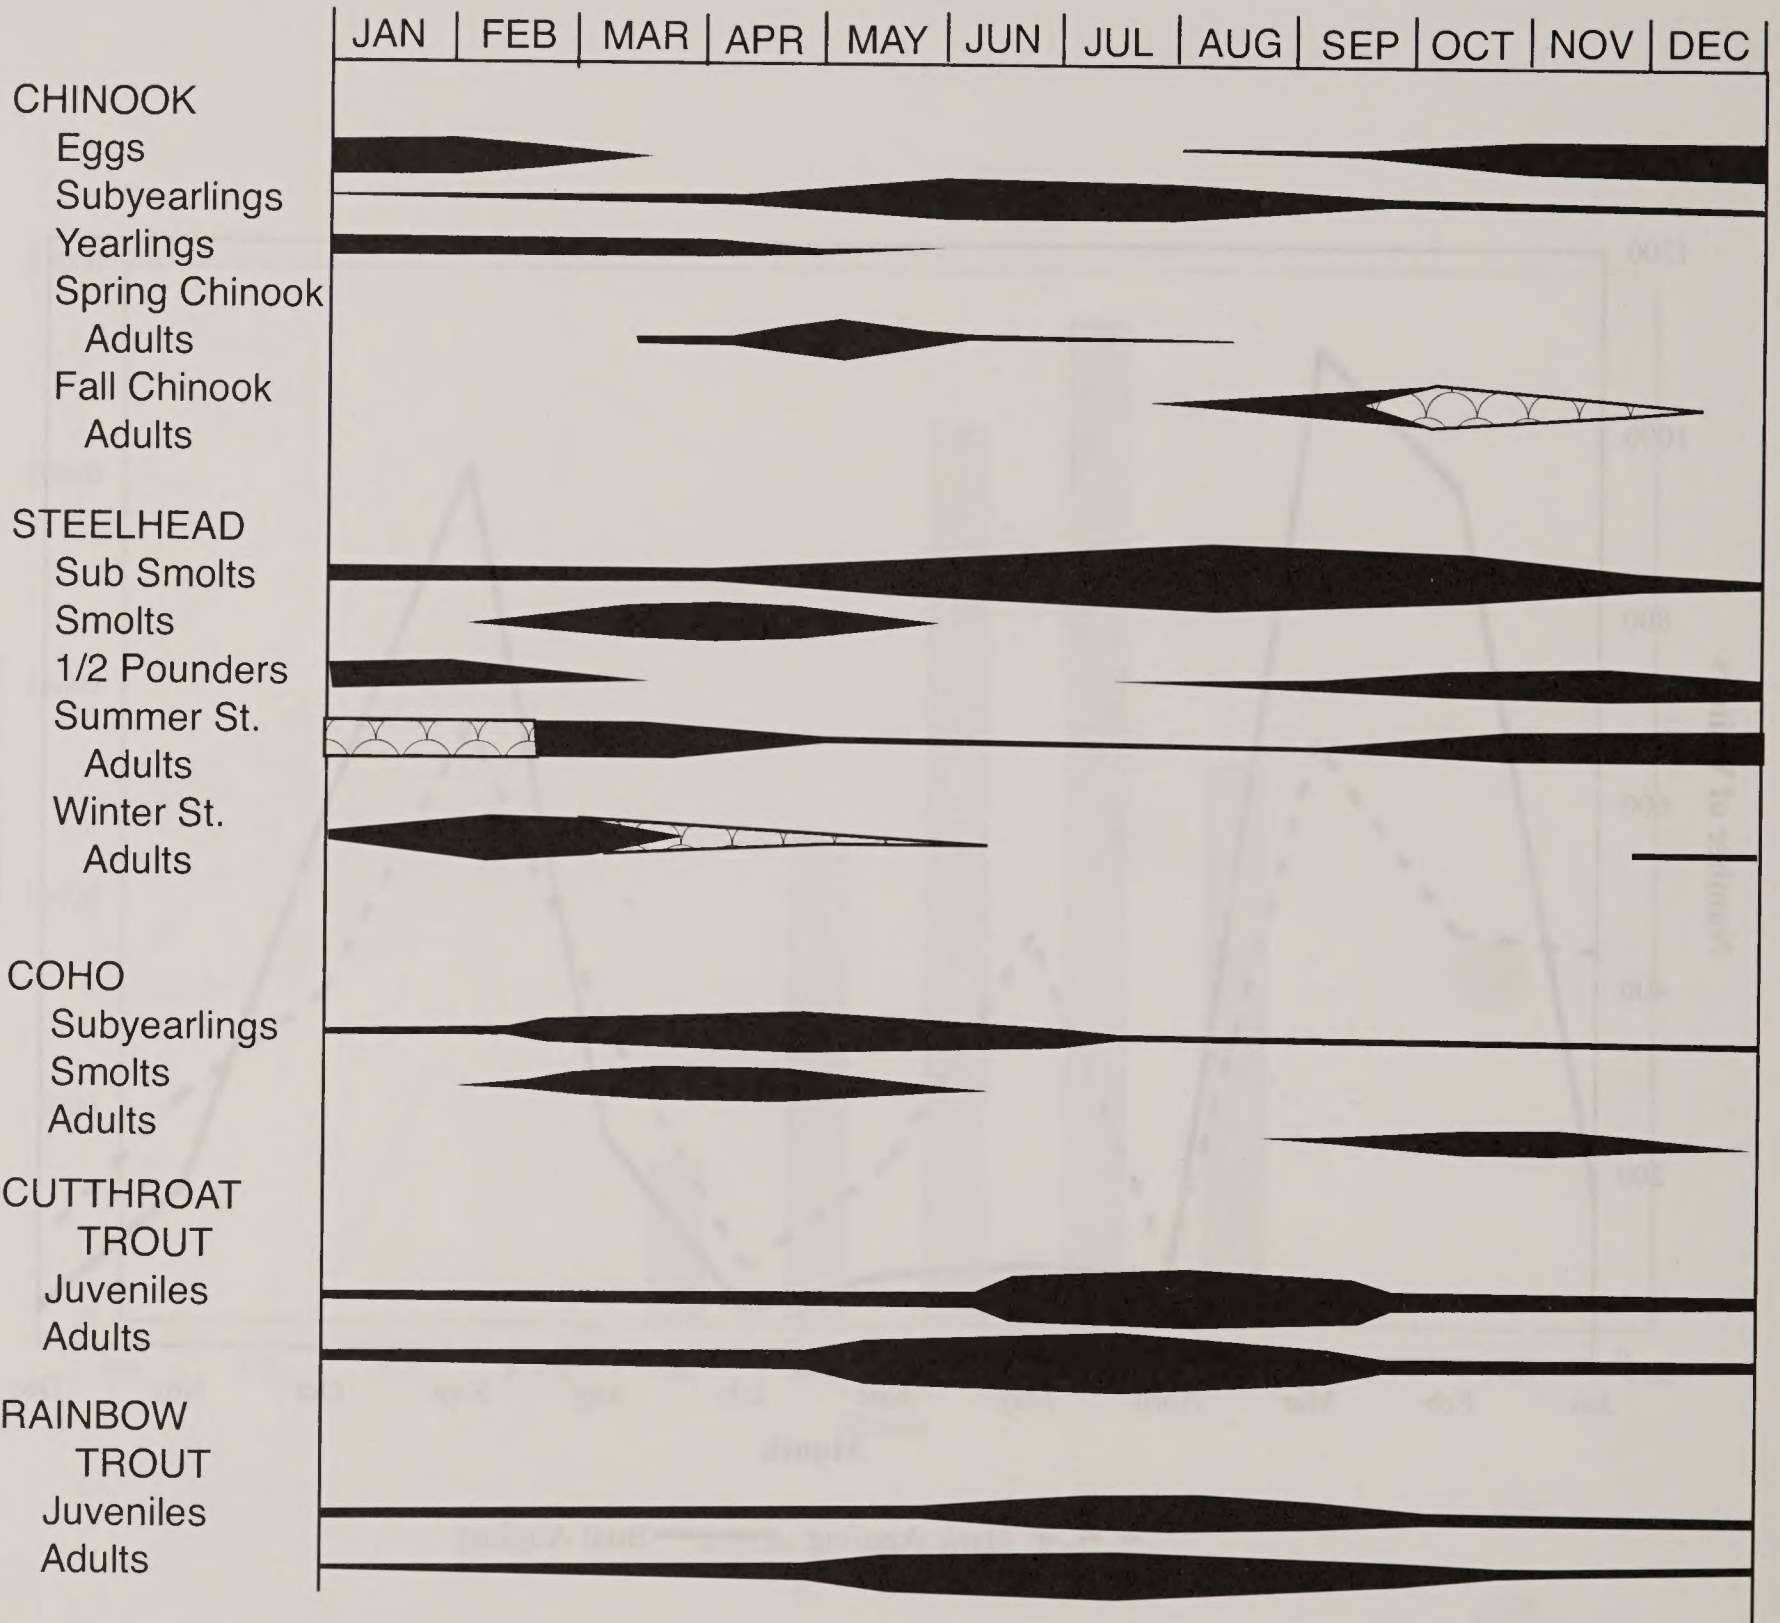 JAN FEB MAR APR MAY JUN JUL AUG SEP OCT NOV DEC
CHINOOK
Eggs
Subyearlings
Yearlings
Spring Chinook
Adults
Fall Chinook
Adults
STEELHEAD
Sub Smolts
Smolts
1/2 Pounders
Summer St.
Adults
Winter St.
Adults
COHO
Subyearlings
Smolts
Adults
CUTTHROAT
TROUT
Juveniles
Adults
RAINBOW
TROUT
Juveniles
Adults